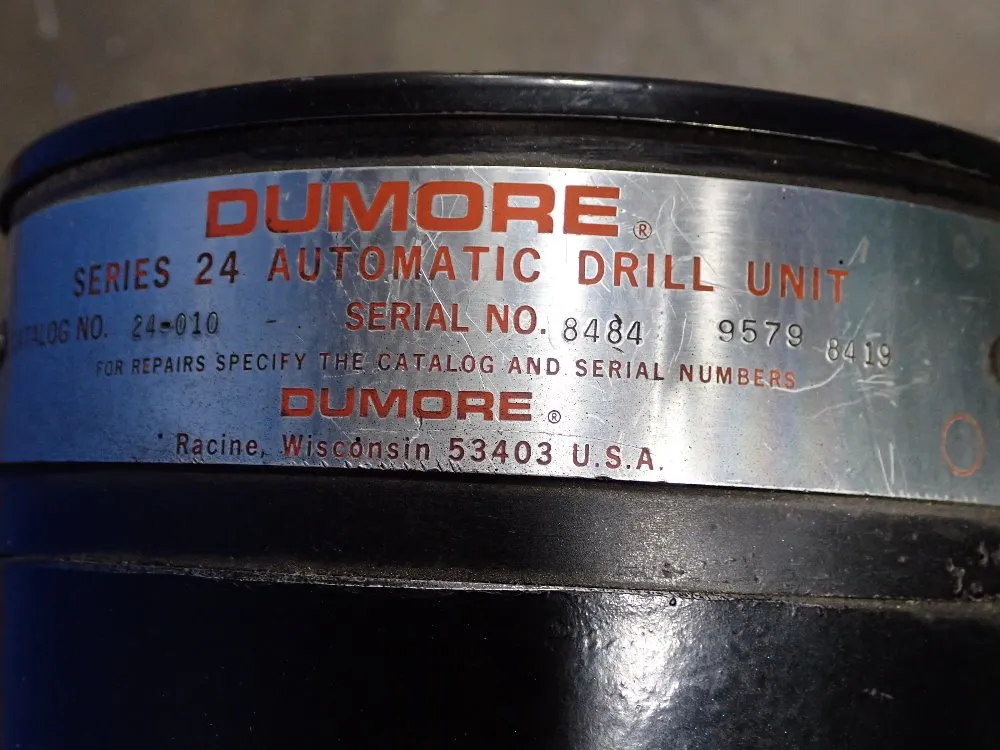 DUMORE®
SERIES 24 AUTOMATIC DRILL UNIT
CATALOG NO. 24-010 - SERIAL NO. 8484 9579 8419
FOR REPAIRS SPECIFY THE CATALOG AND SERIAL NUMBERS
DUMORE®
Racine, Wisconsin 53403 U.S.A.